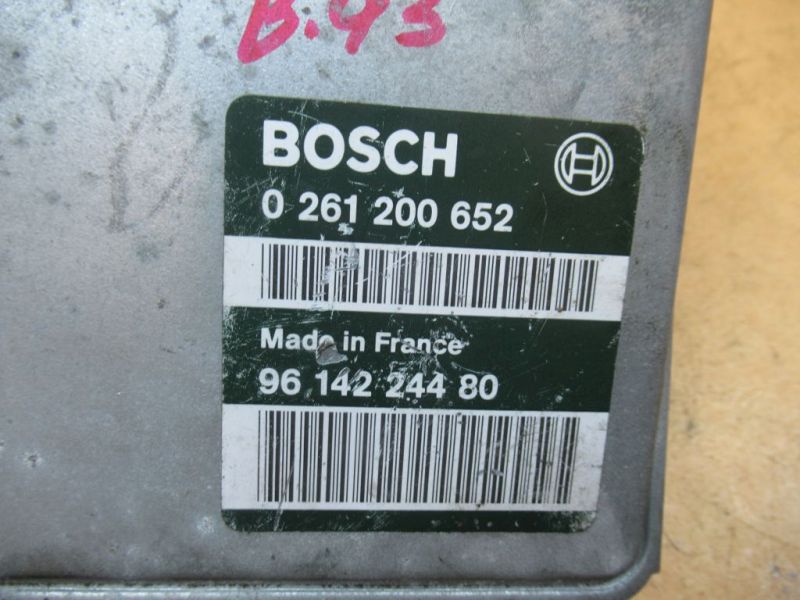 B.93
BOSCH
0 261 200 652
Made in France
96 142 244 80